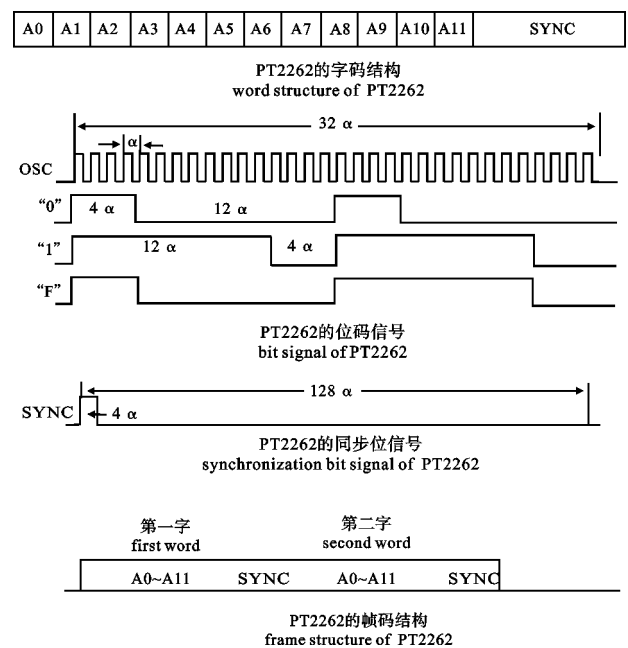 A0 A1 A2 A3 A4 A5 A6 A7 A8 A9 A10 A11 SYNC
PT2262的字码结构
word structure of PT2262
32 α
α
OSC
“0” 4 α 12 α
“1” 12 α 4 α
“F”
PT2262的位码信号
bit signal of PT2262
128 α
SYNC 4 α
PT2262的同步位信号
synchronization bit signal of PT2262
第一字 第二字
first word second word
A0~A11 SYNC A0~A11 SYNC
PT2262的帧码结构
frame structure of PT2262